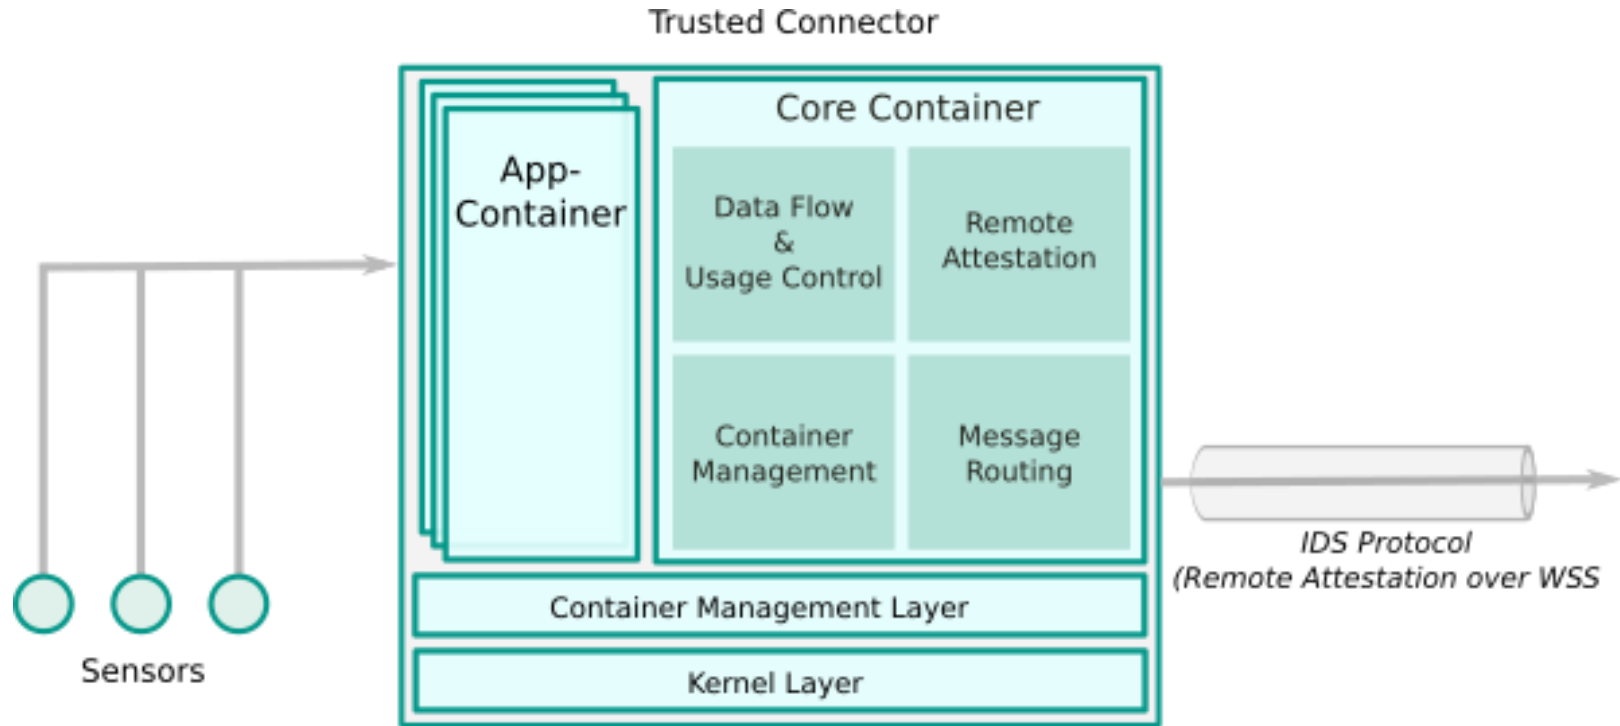 Trusted Connector
App-
Container
Core Container
Data Flow
&
Usage Control
Remote
Attestation
Container
Management
Message
Routing
IDS Protocol
(Remote Attestation over WSS
Container Management Layer
Kernel Layer
Sensors